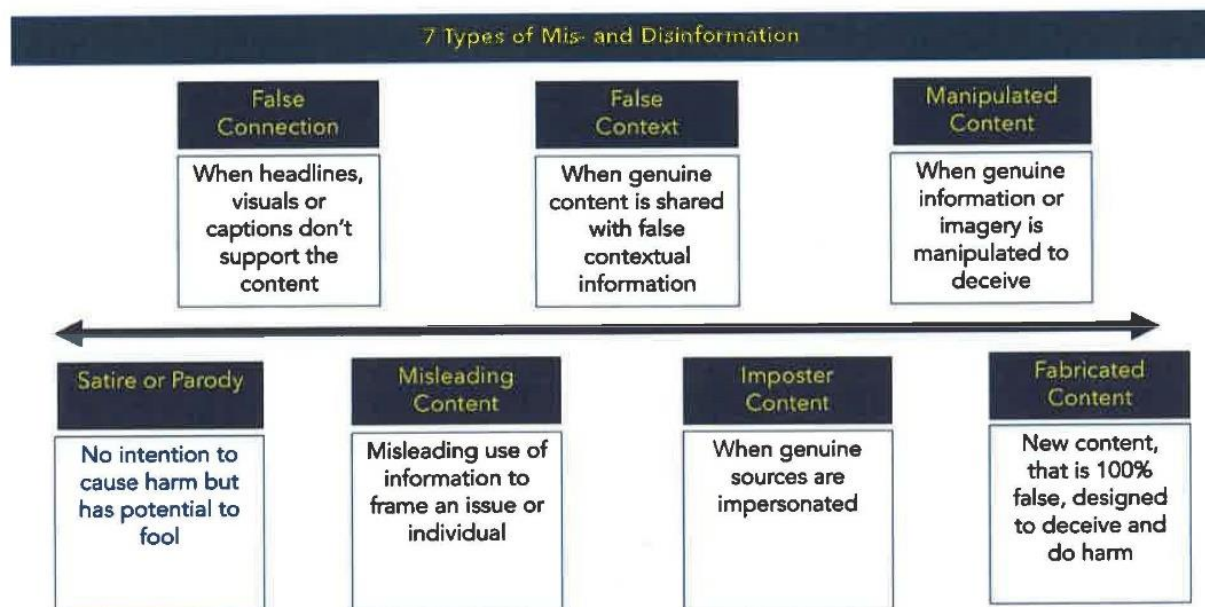 7 Types of Mis- and Disinformation
False
Connection
When headlines,
visuals or
captions don't
support the
content
False
Context
When genuine
content is shared
with false
contextual
information
Manipulated
Content
When genuine
information or
imagery is
manipulated to
deceive
Satire or Parody
No intention to
cause harm but
has potential to
fool
Misleading
Content
Misleading use of
information to
frame an issue or
individual
Imposter
Content
When genuine
sources are
impersonated
Fabricated
Content
New content,
that is 100%
false, designed
to deceive and
do harm